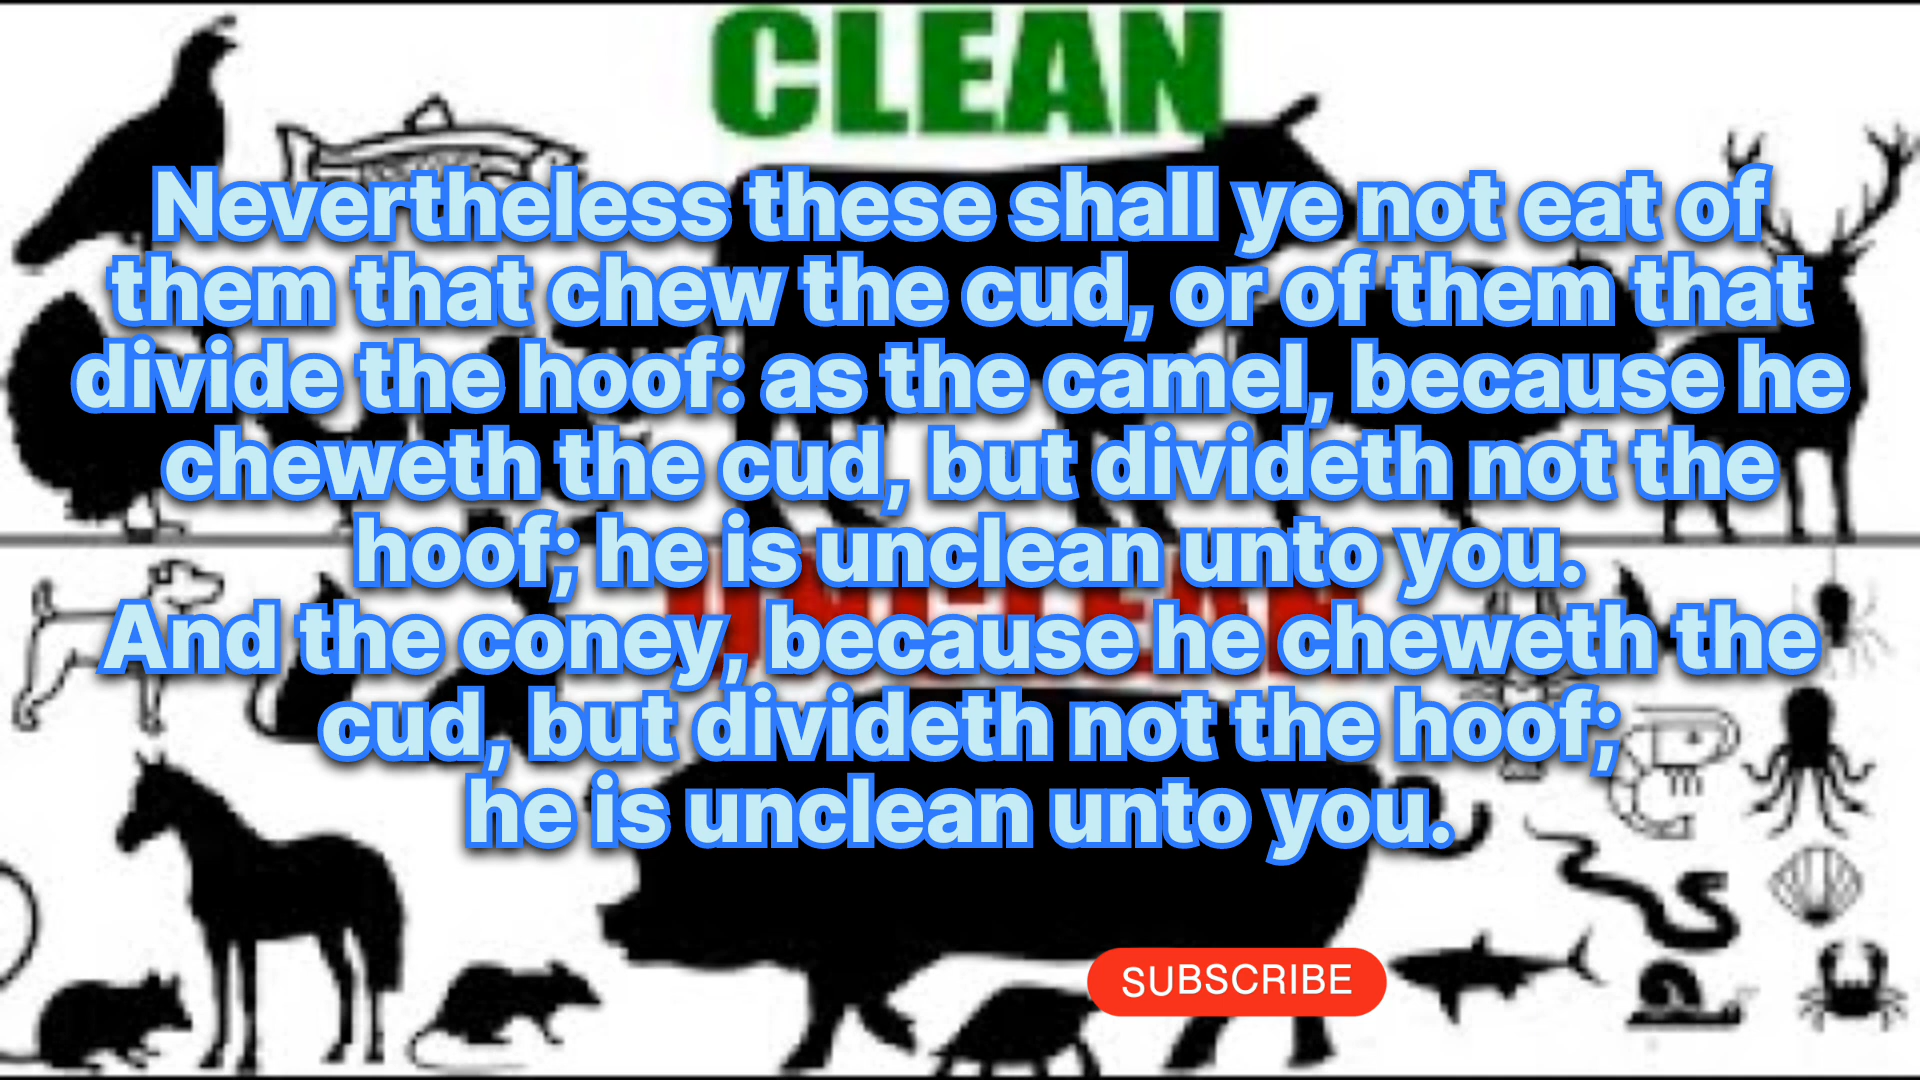 CLEAN
Nevertheless these shall ye not eat of
them that chew the cud, or of them that
divide the hoof: as the camel, because he
cheweth the cud, but divideth not the
hoof; he is unclean unto you.
UNCLEAN
And the coney, because he cheweth the
cud, but divideth not the hoof;
he is unclean unto you.
SUBSCRIBE